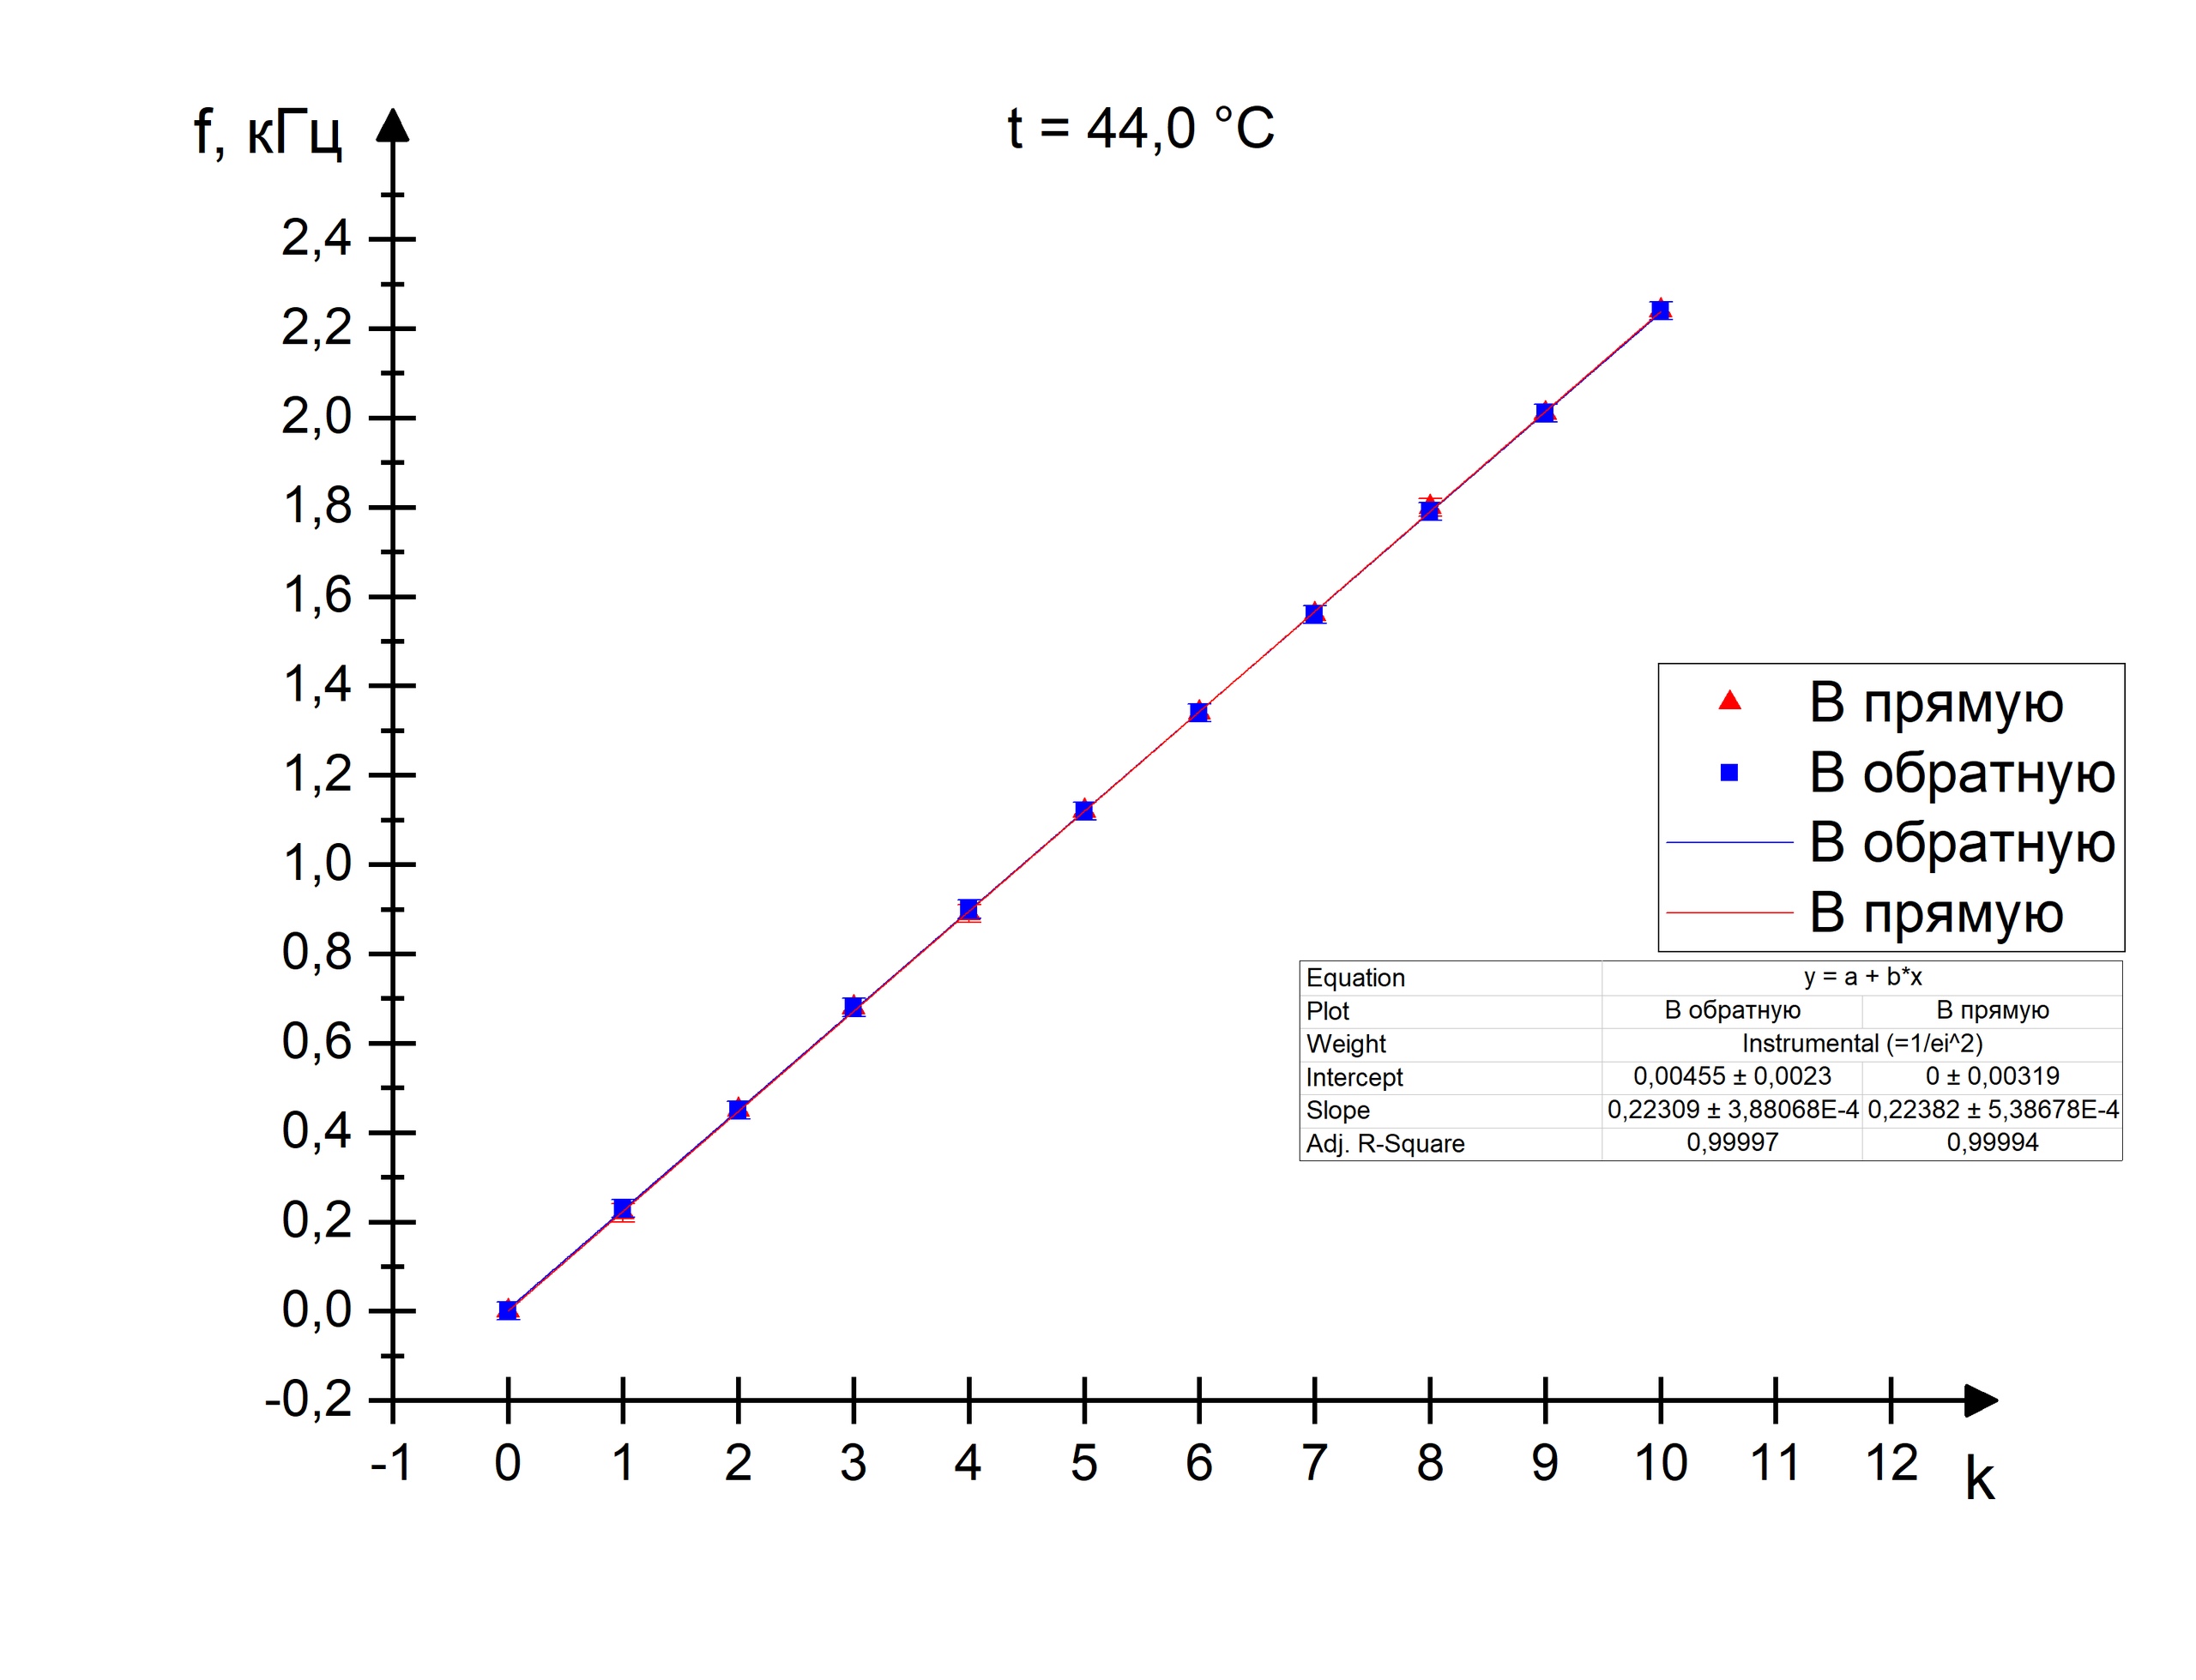 t = 44,0 °C
f, кГц
2,4
2,2
2,0
1,8
1,6
1,4
1,2
1,0
0,8
0,6
0,4
0,2
0,0
-0,2
-1 0 1 2 3 4 5 6 7 8 9 10 11 12
k
В прямую
В обратную
В обратную
В прямую
Equation y = a + b*x
Plot В обратную В прямую
Weight Instrumental (=1/ei^2)
Intercept 0,00455 ± 0,0023 0 ± 0,00319
Slope 0,22309 ± 3,88068E-4 0,22382 ± 5,38678E-4
Adj. R-Square 0,99997 0,99994